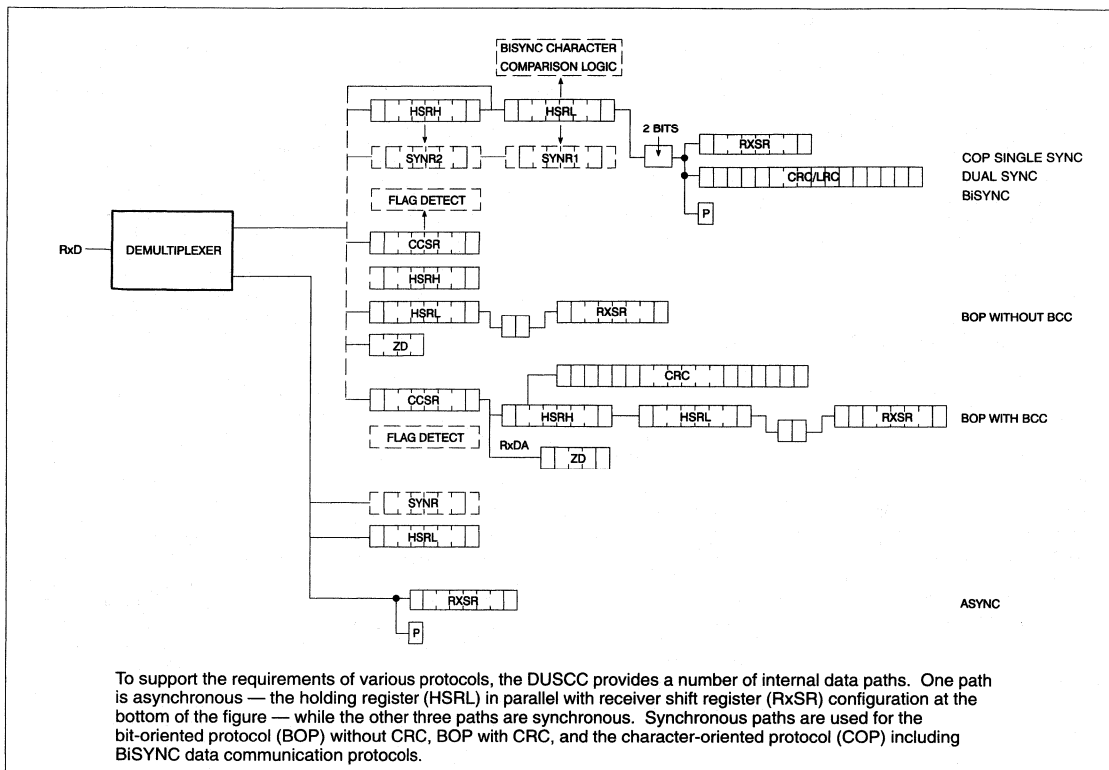 BISYNC CHARACTER
COMPARISON LOGIC
HSRH
HSRL
2 BITS
RXSR
SYNR2
SYNR1
COP SINGLE SYNC
CRC/LRC
DUAL SYNC
BiSYNC
FLAG DETECT
P
RxD
DEMULTIPLEXER
CCSR
HSRH
HSRL
RXSR
BOP WITHOUT BCC
ZD
CRC
CCSR
HSRH
HSRL
RXSR
BOP WITH BCC
FLAG DETECT
RxDA
ZD
SYNR
HSRL
RXSR
ASYNC
P
To support the requirements of various protocols, the DUSCC provides a number of internal data paths. One path
is asynchronous — the holding register (HSRL) in parallel with receiver shift register (RxSR) configuration at the
bottom of the figure — while the other three paths are synchronous. Synchronous paths are used for the
bit-oriented protocol (BOP) without CRC, BOP with CRC, and the character-oriented protocol (COP) including
BiSYNC data communication protocols.